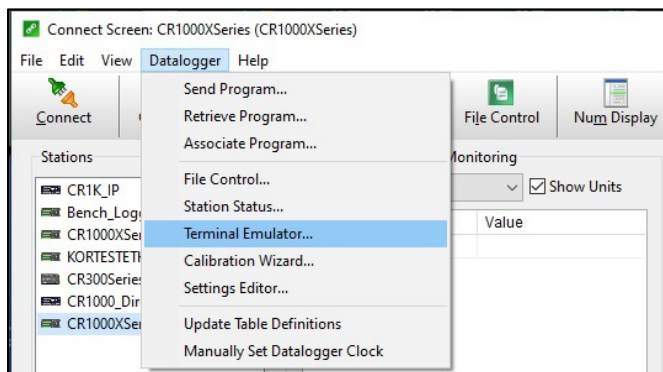 Connect Screen: CR1000XSeries (CR1000XSeries)
File Edit View Datalogger Help
Connect
File Control
Num Display
Send Program...
Retrieve Program...
Associate Program...
File Control...
Station Status...
Terminal Emulator...
Calibration Wizard...
Settings Editor...
Update Table Definitions
Manually Set Datalogger Clock
Stations
CR1K_IP
Bench_Log
CR1000XSe
KORTESTET
CR300Series
CR1000_Dir
CR1000XSe
Monitoring
Show Units
Value